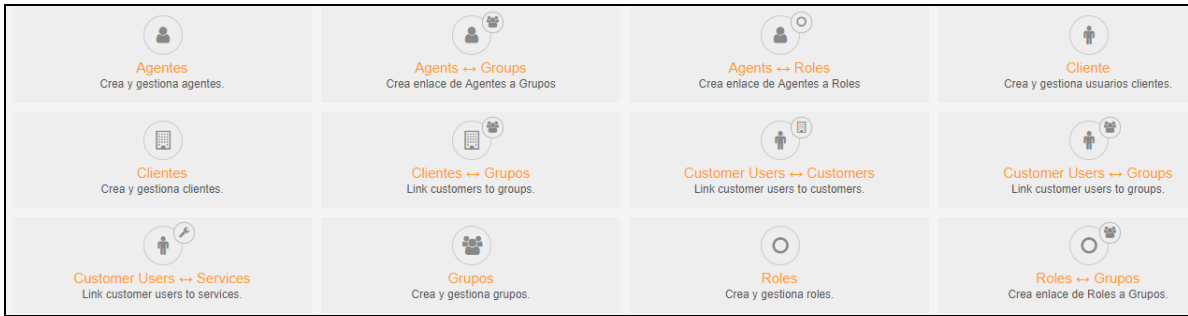 Agentes
Crea y gestiona agentes.
Agents ↔ Groups
Crea enlace de Agentes a Grupos
Agents ↔ Roles
Crea enlace de Agentes a Roles
Cliente
Crea y gestiona usuarios clientes.
Clientes
Crea y gestiona clientes.
Clientes ↔ Grupos
Link customers to groups.
Customer Users ↔ Customers
Link customer users to customers.
Customer Users ↔ Groups
Link customer users to groups.
Customer Users ↔ Services
Link customer users to services.
Grupos
Crea y gestiona grupos.
Roles
Crea y gestiona roles.
Roles ↔ Grupos
Crea enlace de Roles a Grupos.